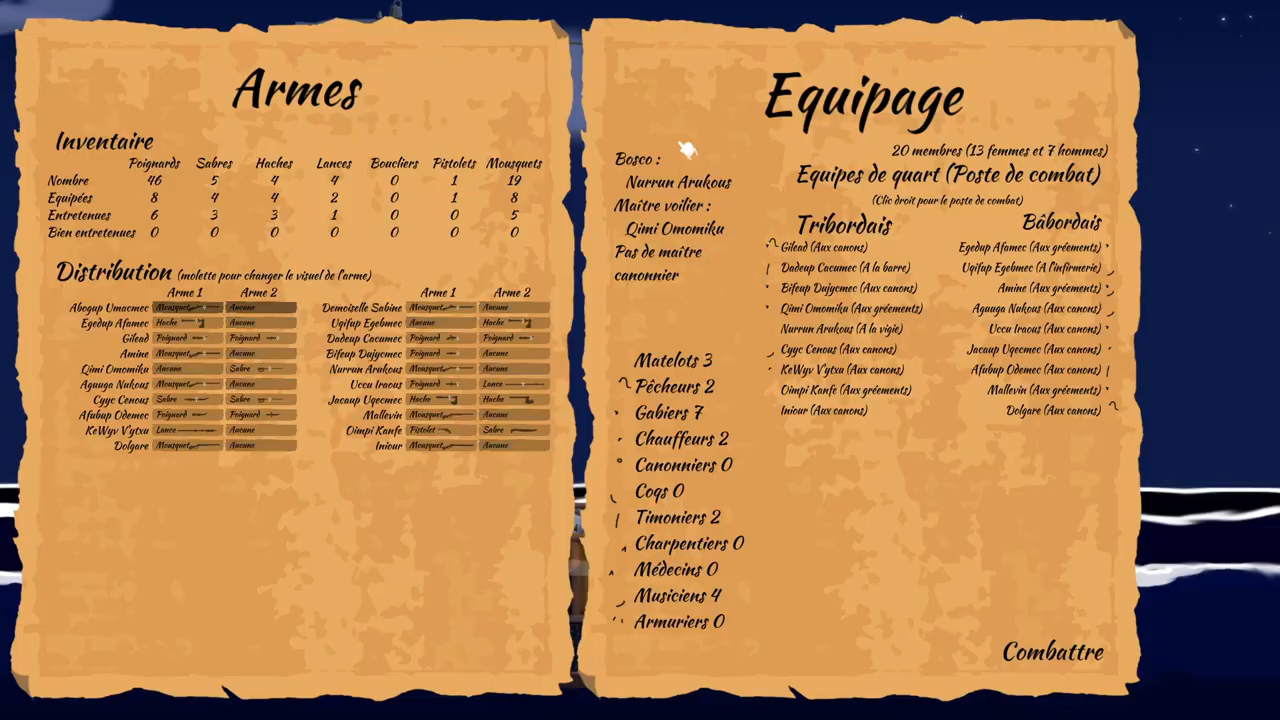 Armes
Inventaire
Poignards Sabres Haches Lances Boucliers Pistolets Mousquets
Nombre 46 5 4 4 0 1 19
Equipées 8 4 4 2 0 1 8
Entretenues 6 3 3 1 0 0 5
Bien entretenues 0 0 0 0 0 0 0
Distribution (molette pour changer le visuel de l'arme)
Arme 1 Arme 2 Arme 1 Arme 2
Abogup Umacmec Mousquet Aucune Demoiselle Sabine Mousquet Aucune
Egedup Afamec Hache Aucune Uqifup Egebmec Aucune Hache
Gilead Poignard Poignard Dadeup Cacumec Poignard Poignard
Amine Mousquet Aucune Bifeup Dujycmec Poignard Aucune
Qimi Omomiku Aucune Sabre Nurrun Arukous Mousquet Aucune
Aguuga Nukous Mousquet Aucune Uccu Iraous Poignard Lance
Cyyc Cenous Sabre Sabre Jacaup Uqecmec Hache Hache
Afubup Odemec Poignard Poignard Mallevin Mousquet Aucune
KeWyv V'ytxu Lance Aucune Oimpi Kanfe Pistolet Sabre
Dolgare Mousquet Aucune Iniour Mousquet Aucune
Equipage
20 membres (13 femmes et 7 hommes)
Bosco :
Nurrun Arukous
Maître voilier :
Qimi Omomiku
Pas de maître
canonnier
Matelots 3
Pêcheurs 2
Gabiers 7
Chauffeurs 2
Canonniers 0
Coqs 0
Timoniers 2
Charpentiers 0
Médecins 0
Musiciens 4
Armuriers 0
Equipes de quart (Poste de combat)
(Clic droit pour le poste de combat)
Tribordais
Gilead (Aux canons)
Dadeup Cacumec (A la barre)
Bifeup Dujycmec (Aux canons)
Qimi Omomiku (Aux gréements)
Nurrun Arukous (A la vigie)
Cyyc Cenous (Aux canons)
KeWyv V'ytxu (Aux canons)
Oimpi Kanfe (Aux gréements)
Iniour (Aux canons)
Bâbordais
Egedup Afamec (Aux gréements)
Uqifup Egebmec (A l'infirmerie)
Amine (Aux gréements)
Aguuga Nukous (Aux canons)
Uccu Iraous (Aux canons)
Jacaup Uqecmec (Aux canons)
Afubup Odemec (Aux canons)
Mallevin (Aux gréements)
Dolgare (Aux canons)
Combattre